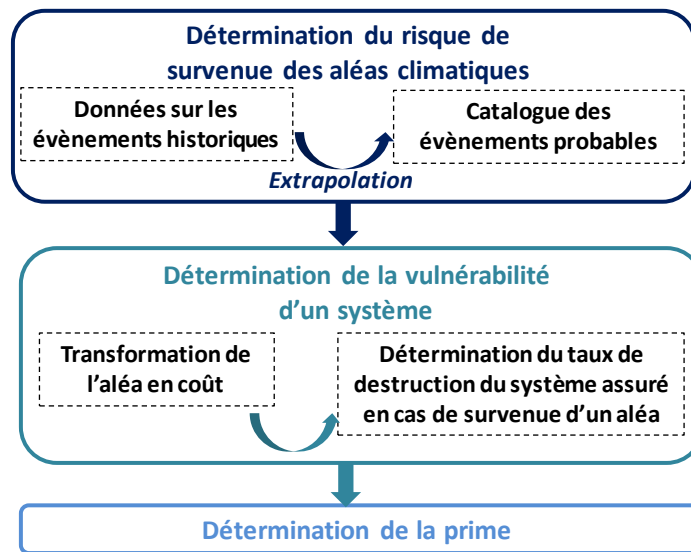 Détermination du risque de
survenue des aléas climatiques
Données sur les
évènements historiques
Catalogue des
évènements probables
Extrapolation
Détermination de la vulnérabilité
d'un système
Transformation de
l'aléa en coût
Détermination du taux de
destruction du système assuré
en cas de survenue d'un aléa
Détermination de la prime